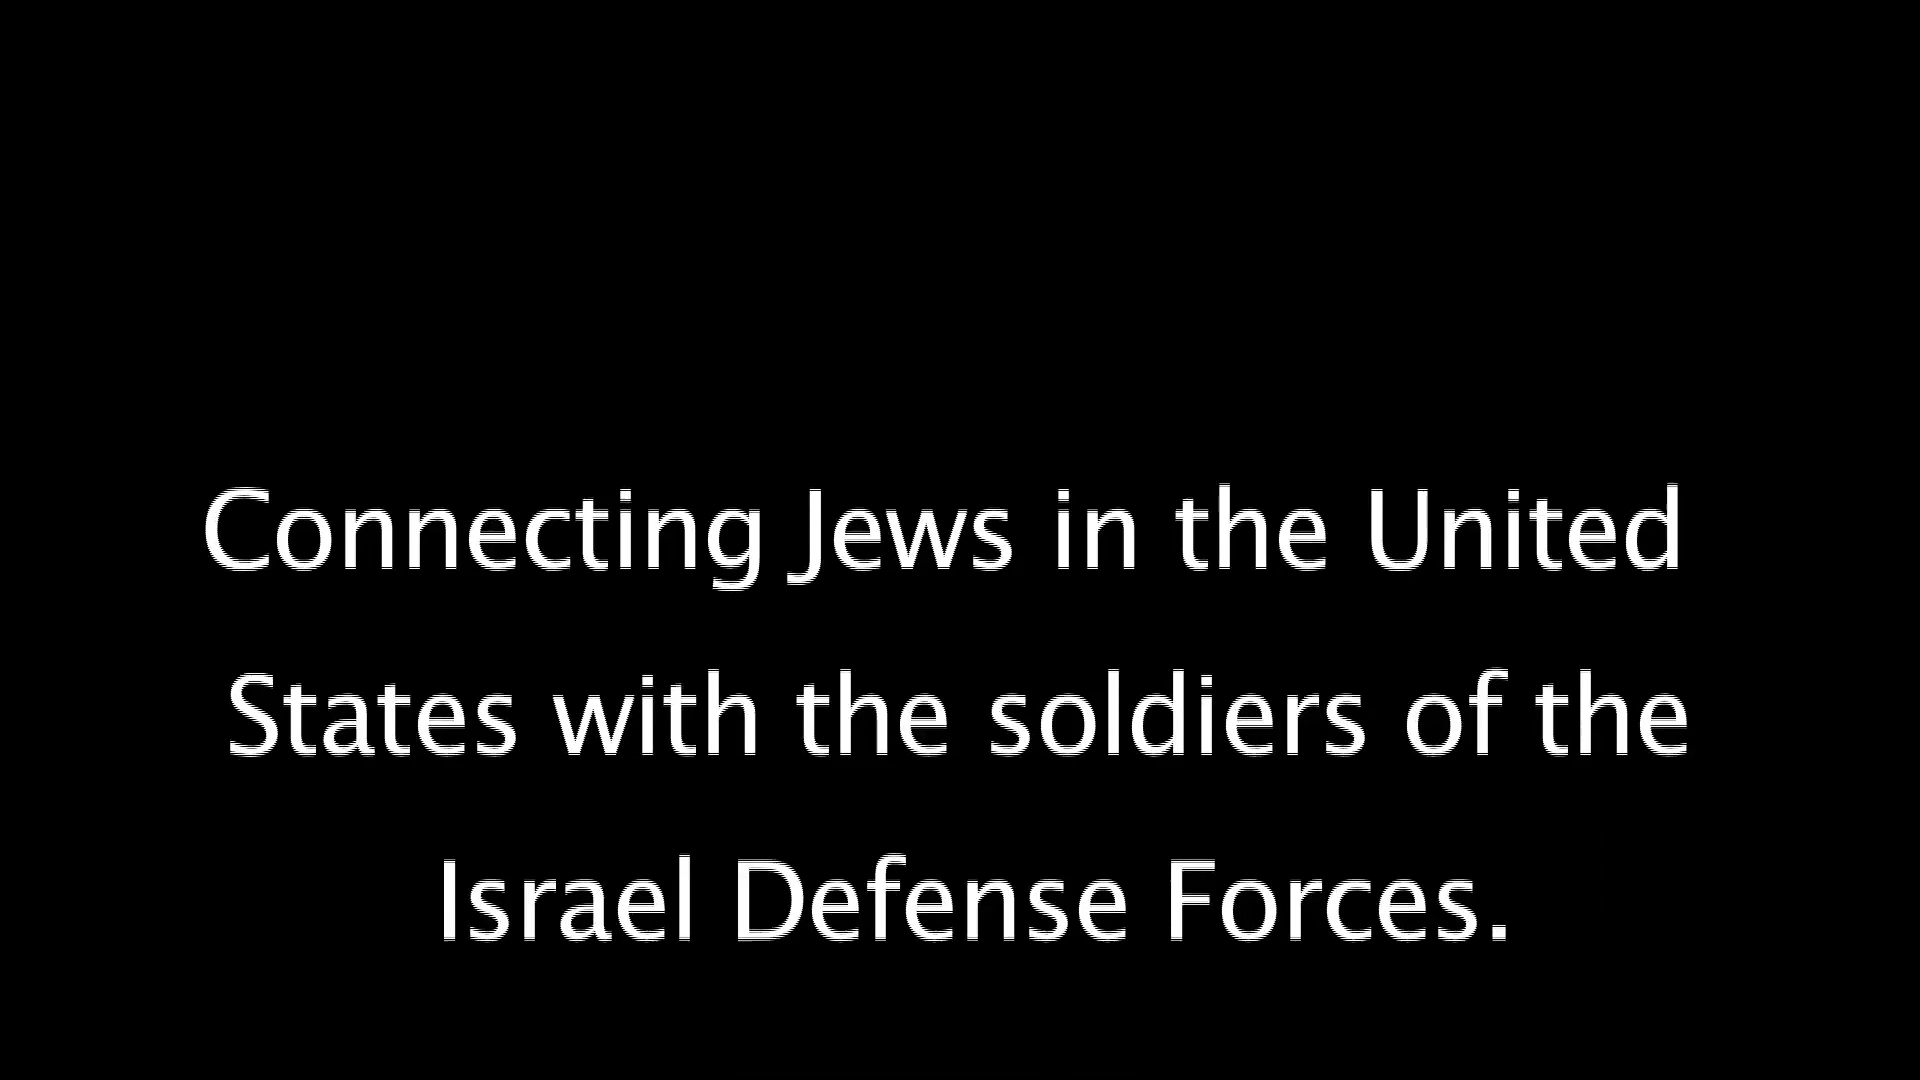 Connecting Jews in the United
States with the soldiers of the
Israel Defense Forces.